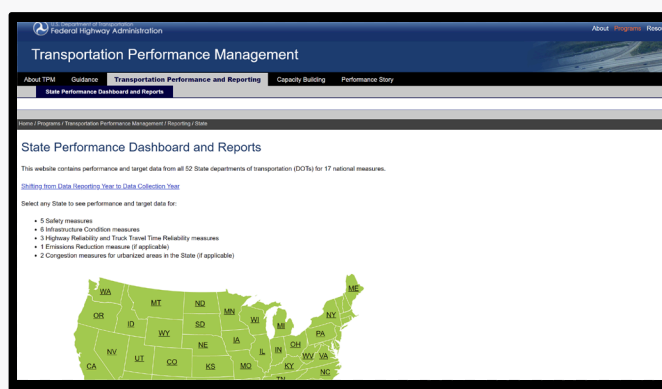 U.S. Department of Transportation
Federal Highway Administration
About Programs Reso
Transportation Performance Management
About TPM Guidance Transportation Performance and Reporting Capacity Building Performance Story
State Performance Dashboard and Reports
Home / Programs / Transportation Performance Management / Reporting / State
State Performance Dashboard and Reports
This website contains performance and target data from all 52 State departments of transportation (DOTs) for 17 national measures.
Shifting from Data Reporting Year to Data Collection Year
Select any State to see performance and target data for:
• 5 Safety measures
• 6 Infrastructure Condition measures
• 3 Highway Reliability and Truck Travel Time Reliability measures
• 1 Emissions Reduction measure (if applicable)
• 2 Congestion measures for urbanized areas in the State (if applicable)
WA ME
MT ND
OR MN NY
ID SD WI MI
WY PA
NE IA OH
NV UT IL IN WV VA
CA CO KS MO KY
NC
TN